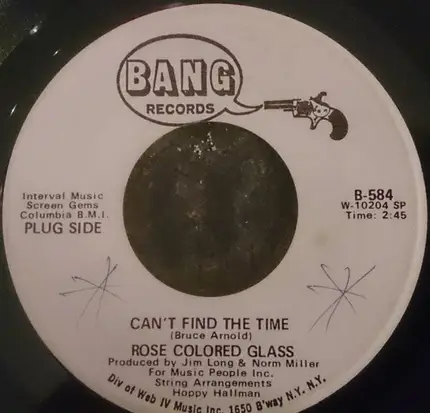 BANG
RECORDS
Interval Music
Screen Gems
Columbia B.M.I.
PLUG SIDE
B-584
W-10204 SP
Time: 2:45
CAN'T FIND THE TIME
(Bruce Arnold)
ROSE COLORED GLASS
Produced by Jim Long & Norm Miller
For Music People Inc.
String Arrangements
Hoppy Hallman
Div of Web IV Music Inc. 1650 B'way N.Y. N.Y.